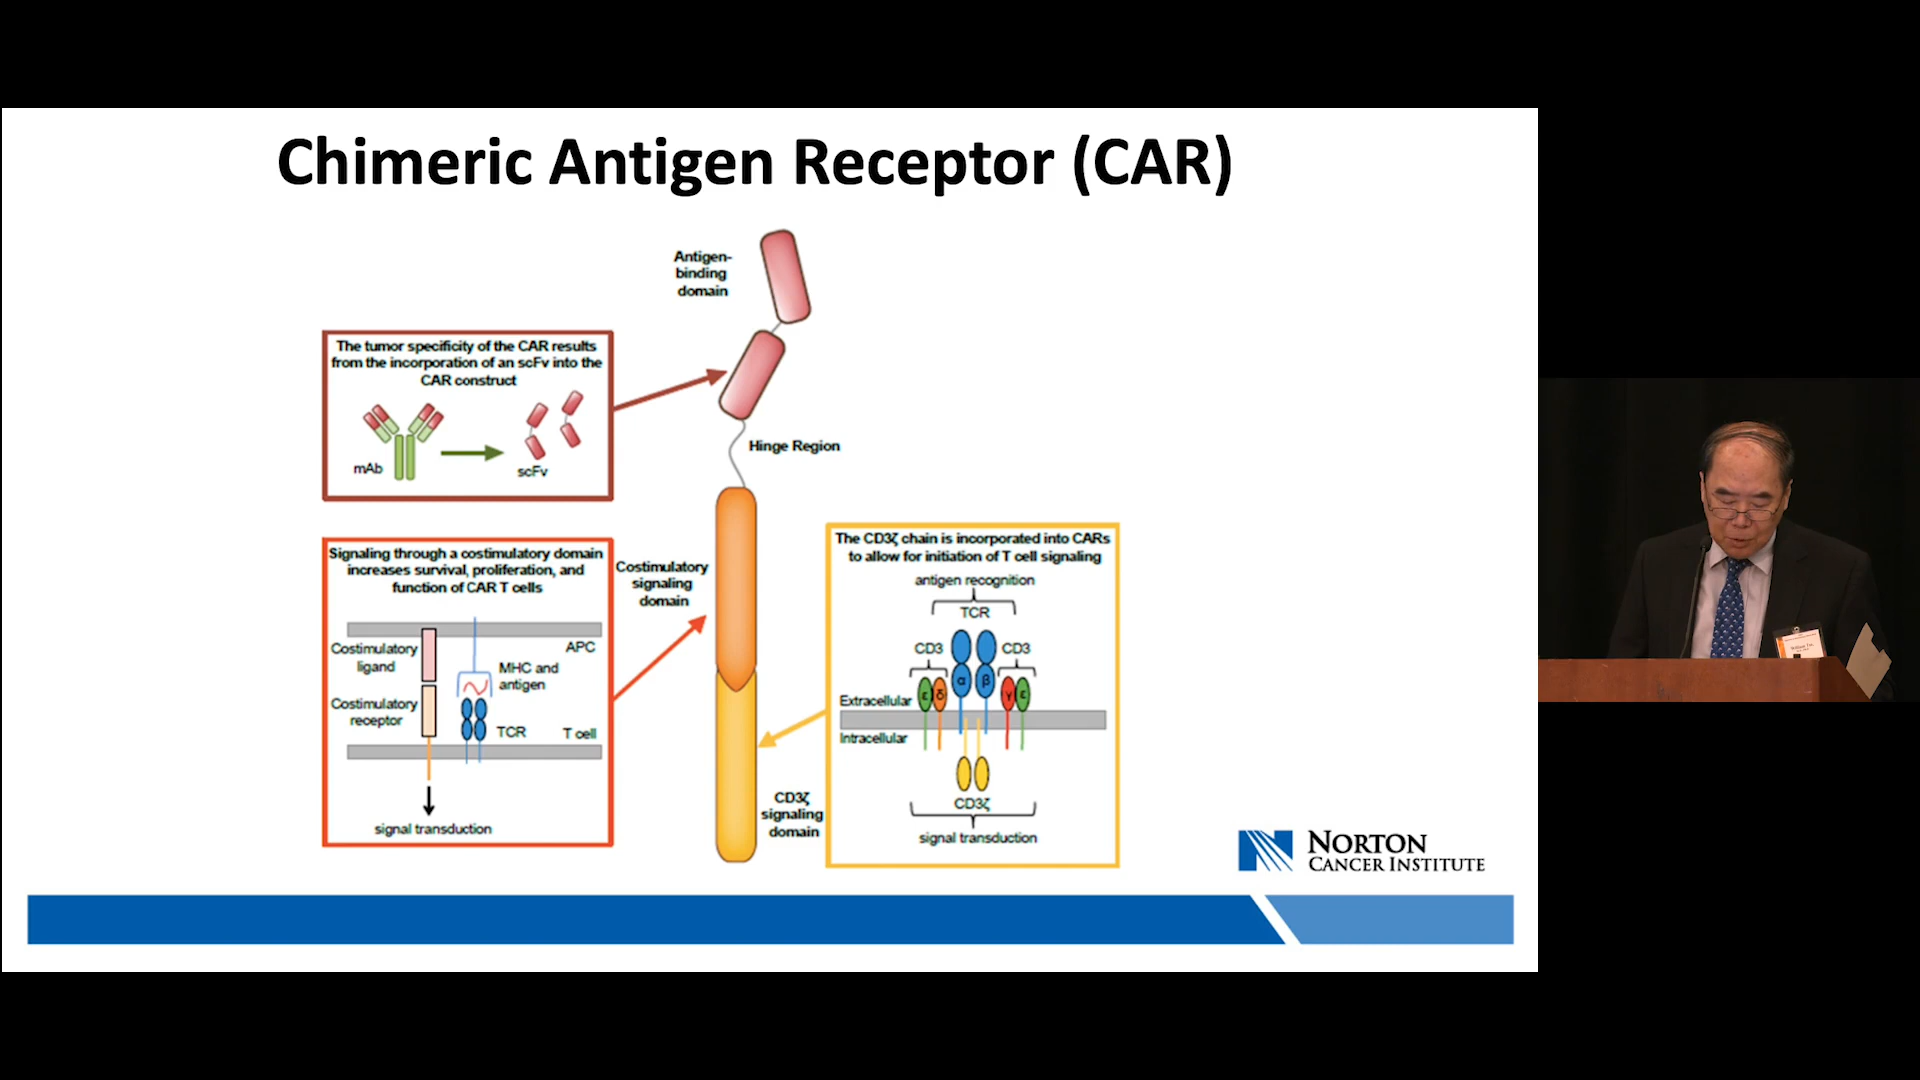 Chimeric Antigen Receptor (CAR)
Antigen-
binding
domain
The tumor specificity of the CAR results
from the incorporation of an scFv into the
CAR construct
mAb
scFv
Hinge Region
Signaling through a costimulatory domain
increases survival, proliferation, and
function of CAR T cells
Costimulatory
ligand
APC
MHC and
antigen
Costimulatory
receptor
TCR
T cell
signal transduction
Costimulatory
signaling
domain
The CD3ζ chain is incorporated into CARs
to allow for initiation of T cell signaling
antigen recognition
TCR
CD3
CD3
ε δ α β γ ε
Extracellular
Intracellular
CD3ζ
signal transduction
CD3ζ
signaling
domain
NORTON
CANCER INSTITUTE